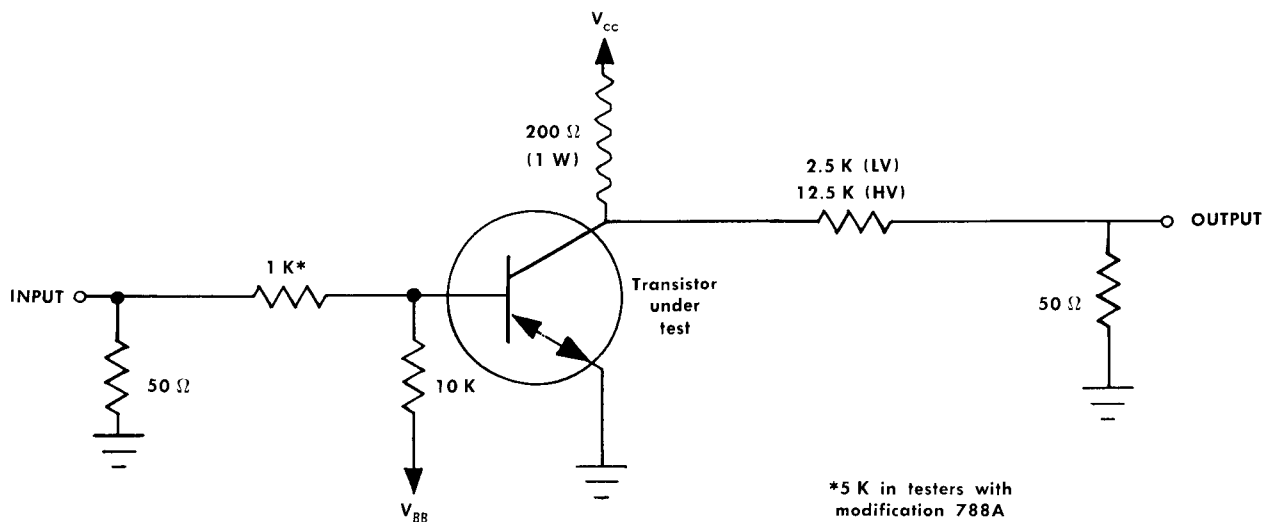 V_CC
200 Ω
(1 W)
2.5 K (LV)
12.5 K (HV)
OUTPUT
1 K*
Transistor
under
test
INPUT
50 Ω
50 Ω
10 K
*5 K in testers with
modification 788A
V_BB